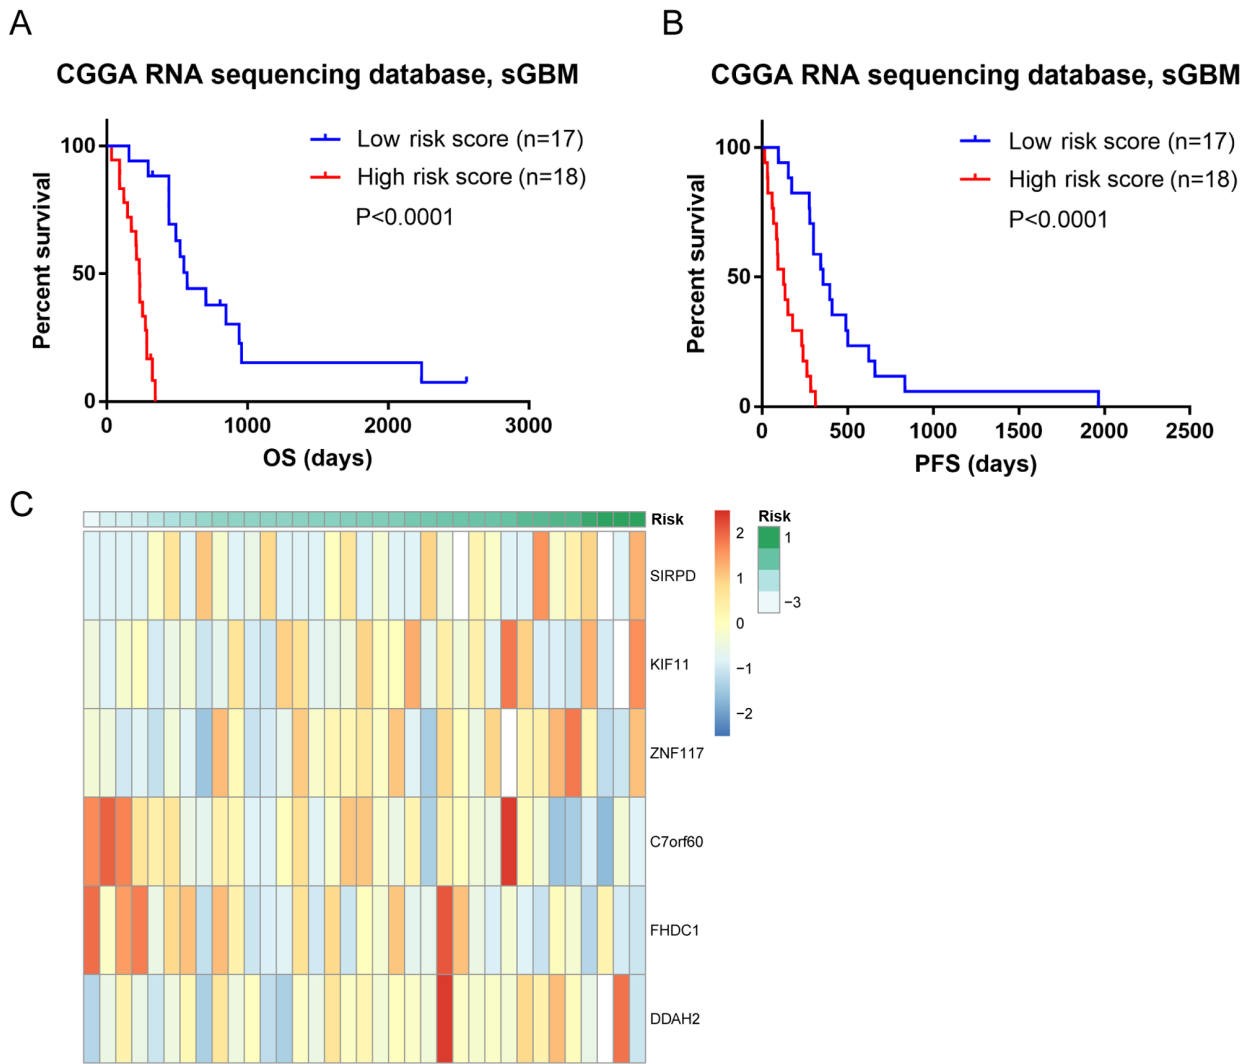 A
CGGA RNA sequencing database, sGBM
Low risk score (n=17)
High risk score (n=18)
P<0.0001
Percent survival
100
50
0
0 1000 2000 3000
OS (days)
B
CGGA RNA sequencing database, sGBM
Low risk score (n=17)
High risk score (n=18)
P<0.0001
Percent survival
100
50
0
0 500 1000 1500 2000 2500
PFS (days)
C
Risk
SIRPD
KIF11
ZNF117
C7orf60
FHDC1
DDAH2
2
1
0
−1
−2
Risk
1
−3